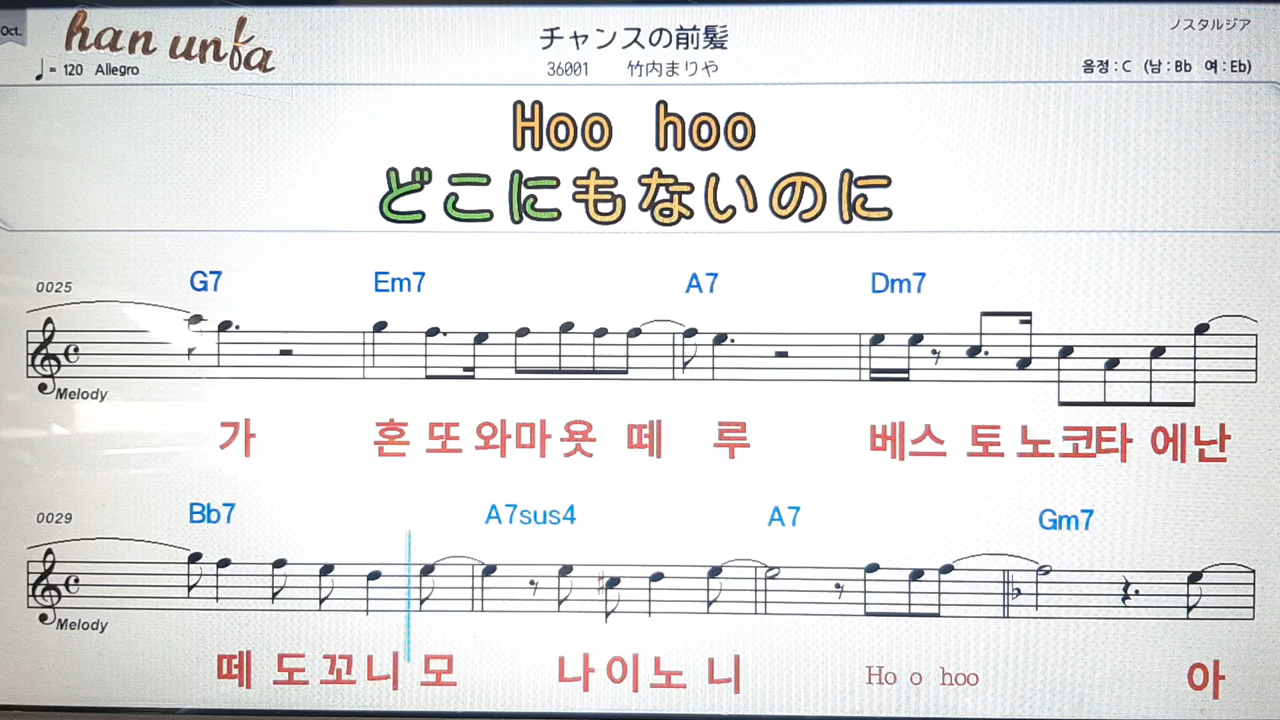 Oct.
han unfa
チャンスの前髪
ノスタルジア
♩= 120 Allegro
36001 竹内まりや
음정 : C (남 : Bb 여 : Eb)
Hoo hoo
どこにもないのに
0025
G7 Em7 A7 Dm7
Melody
가 혼 또 와마 욧 떼 루 베스 토 노코타 에난
0029
Bb7 A7sus4 A7 Gm7
Melody
떼 도꼬니 모 나이노 니 Ho o hoo 아